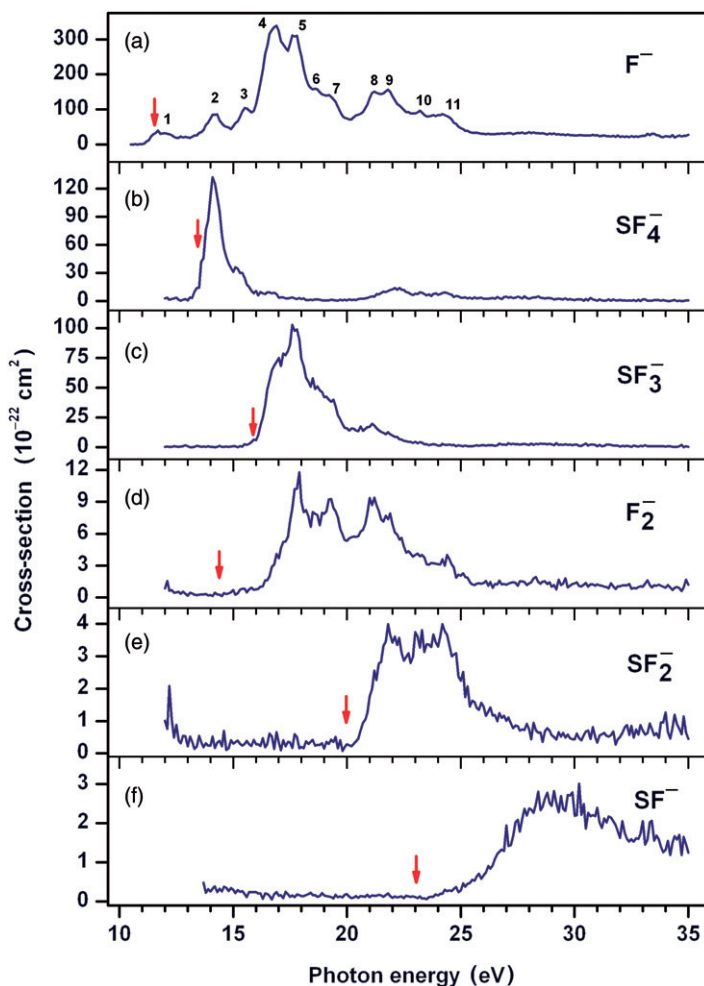 (a)
F⁻
300
200
100
0
1
2
3
4
5
6
7
8
9
10
11
(b)
SF₄⁻
120
90
60
30
0
(c)
SF₃⁻
100
75
50
25
0
(d)
F₂⁻
12
9
6
3
0
(e)
SF₂⁻
4
3
2
1
0
(f)
SF⁻
3
2
1
0
10 15 20 25 30 35
Photon energy (eV)
Cross-section (10⁻²² cm²)